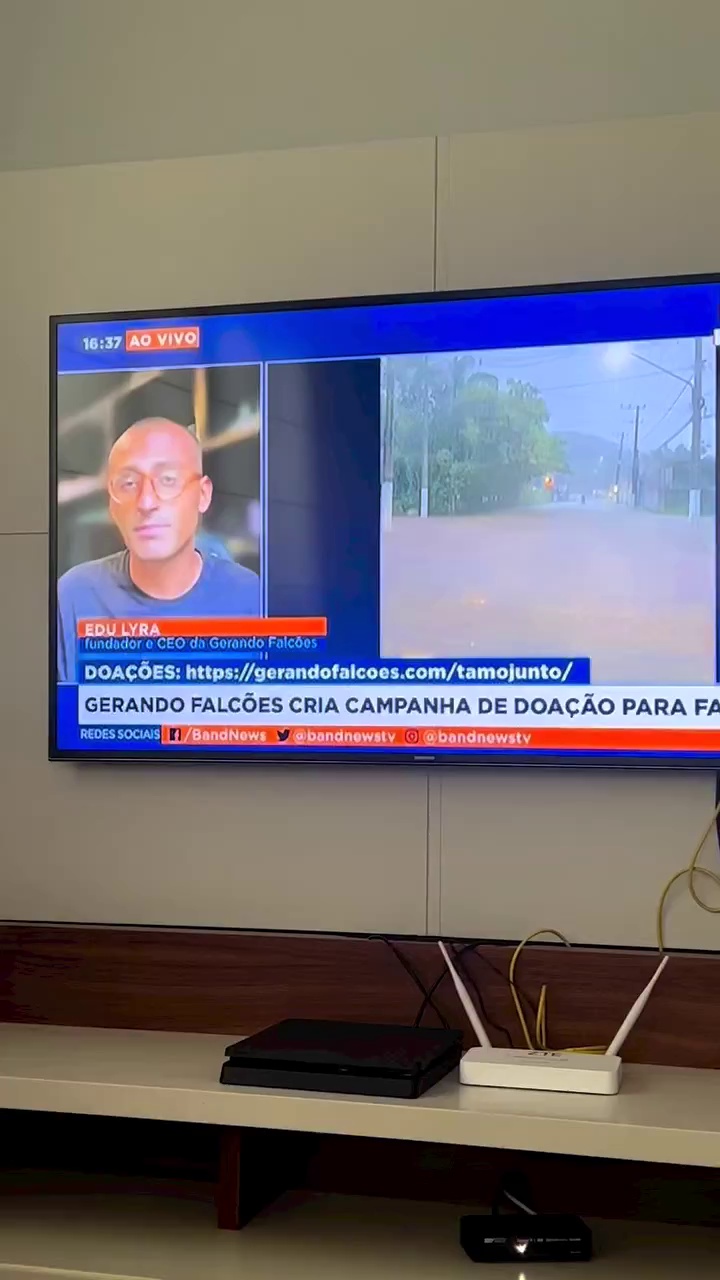 16:37 AO VIVO
EDU LYRA
fundador e CEO da Gerando Falcões
DOAÇÕES: https://gerandofalcoes.com/tamojunto/
GERANDO FALCÕES CRIA CAMPANHA DE DOAÇÃO PARA FA
REDES SOCIAIS /BandNews @bandnewstv @bandnewstv
ZTE